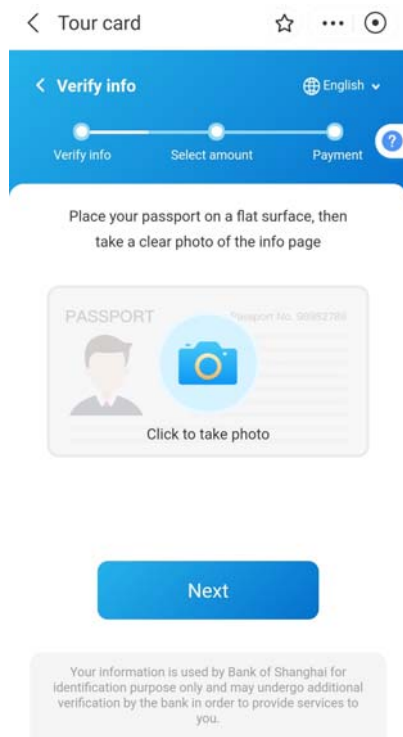 Tour card
Verify info
English
Verify info Select amount Payment
?
Place your passport on a flat surface, then
take a clear photo of the info page
PASSPORT
Passport No.
Click to take photo
Next
Your information is used by Bank of Shanghai for
identification purpose only and may undergo additional
verification by the bank in order to provide services to
you.